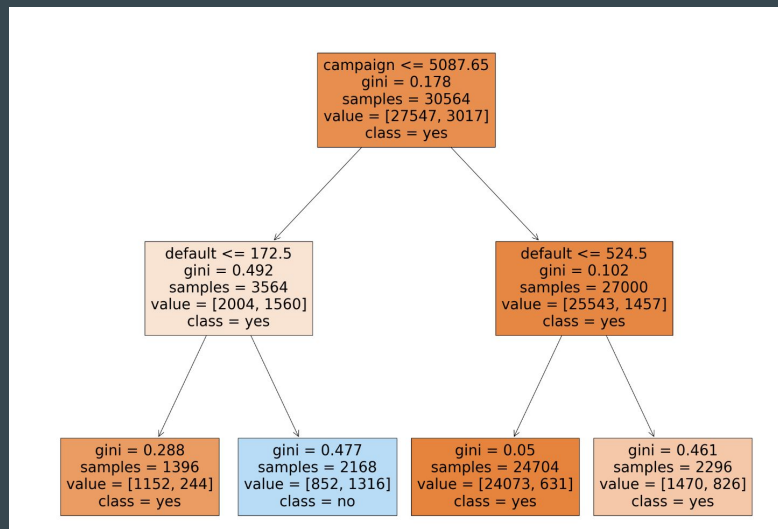 campaign <= 5087.65
gini = 0.178
samples = 30564
value = [27547, 3017]
class = yes
default <= 172.5
gini = 0.492
samples = 3564
value = [2004, 1560]
class = yes
default <= 524.5
gini = 0.102
samples = 27000
value = [25543, 1457]
class = yes
gini = 0.288
samples = 1396
value = [1152, 244]
class = yes
gini = 0.477
samples = 2168
value = [852, 1316]
class = no
gini = 0.05
samples = 24704
value = [24073, 631]
class = yes
gini = 0.461
samples = 2296
value = [1470, 826]
class = yes